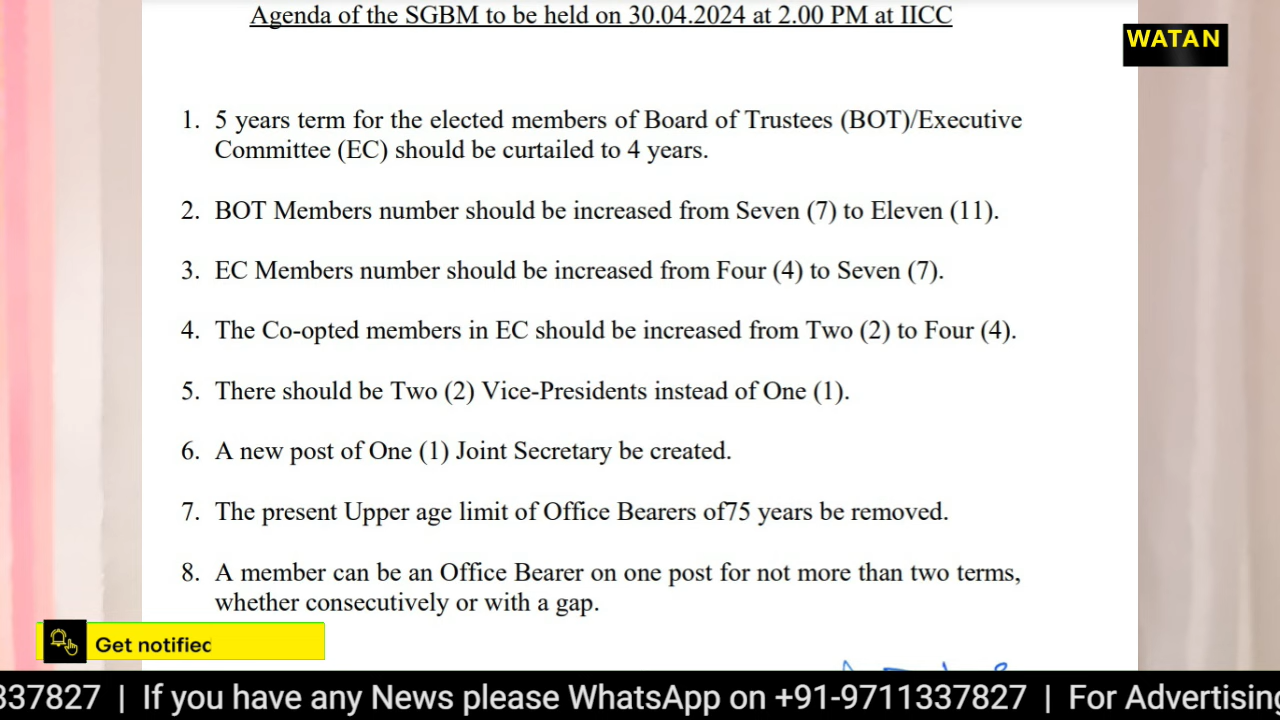 Agenda of the SGBM to be held on 30.04.2024 at 2.00 PM at IICC
WATAN
1. 5 years term for the elected members of Board of Trustees (BOT)/Executive
Committee (EC) should be curtailed to 4 years.
2. BOT Members number should be increased from Seven (7) to Eleven (11).
3. EC Members number should be increased from Four (4) to Seven (7).
4. The Co-opted members in EC should be increased from Two (2) to Four (4).
5. There should be Two (2) Vice-Presidents instead of One (1).
6. A new post of One (1) Joint Secretary be created.
7. The present Upper age limit of Office Bearers of75 years be removed.
8. A member can be an Office Bearer on one post for not more than two terms,
whether consecutively or with a gap.
Get notified
337827 | If you have any News please WhatsApp on +91-9711337827 | For Advertising